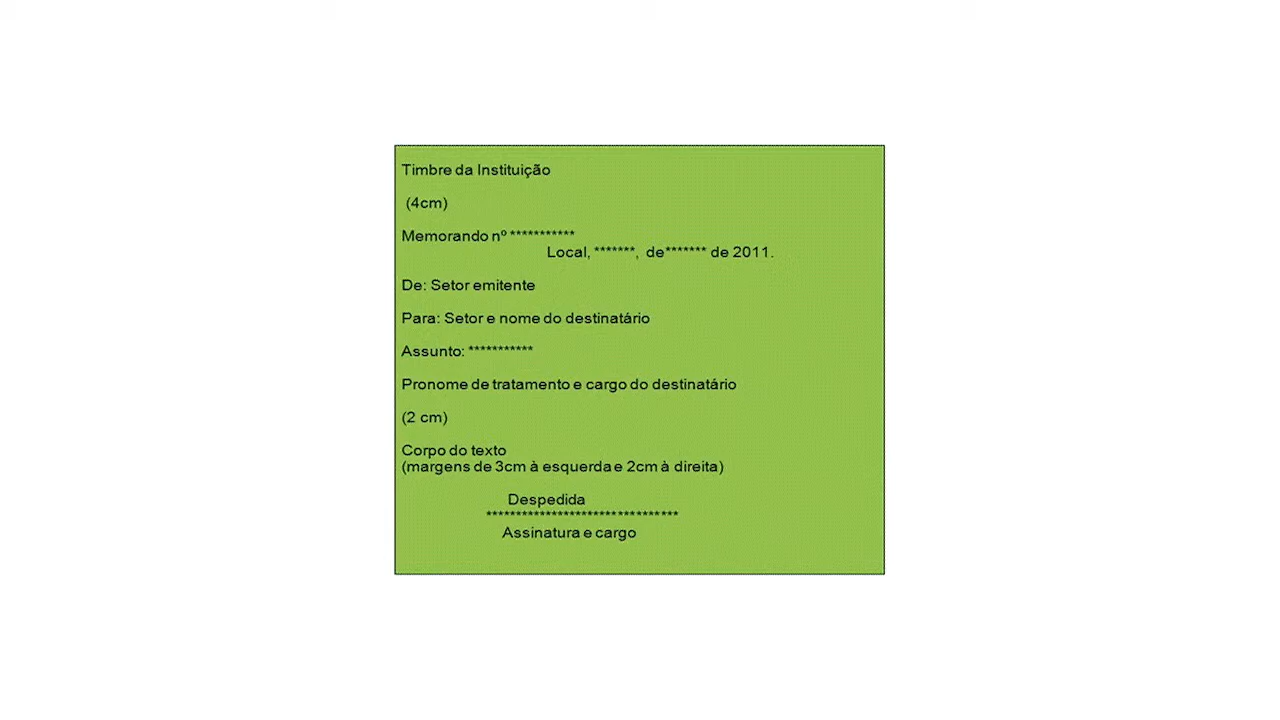 Timbre da Instituição
(4cm)
Memorando nº ***********
Local, *******, de******* de 2011.
De: Setor emitente
Para: Setor e nome do destinatário
Assunto: ***********
Pronome de tratamento e cargo do destinatário
(2 cm)
Corpo do texto
(margens de 3cm à esquerda e 2cm à direita)
Despedida
********************************
Assinatura e cargo